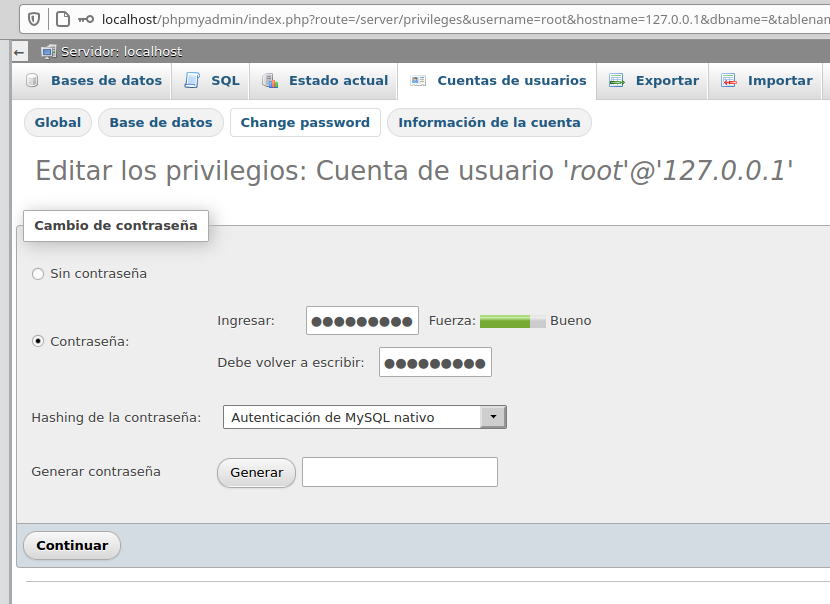 localhost/phpmyadmin/index.php?route=/server/privileges&username=root&hostname=127.0.0.1&dbname=&tablenan
← Servidor: localhost
Bases de datos SQL Estado actual Cuentas de usuarios Exportar Importar
Global Base de datos Change password Información de la cuenta
Editar los privilegios: Cuenta de usuario 'root'@'127.0.0.1'
Cambio de contraseña
Sin contraseña
Ingresar: ●●●●●●●●● Fuerza: Bueno
Contraseña:
Debe volver a escribir: ●●●●●●●●●
Hashing de la contraseña: Autenticación de MySQL nativo
Generar contraseña Generar
Continuar